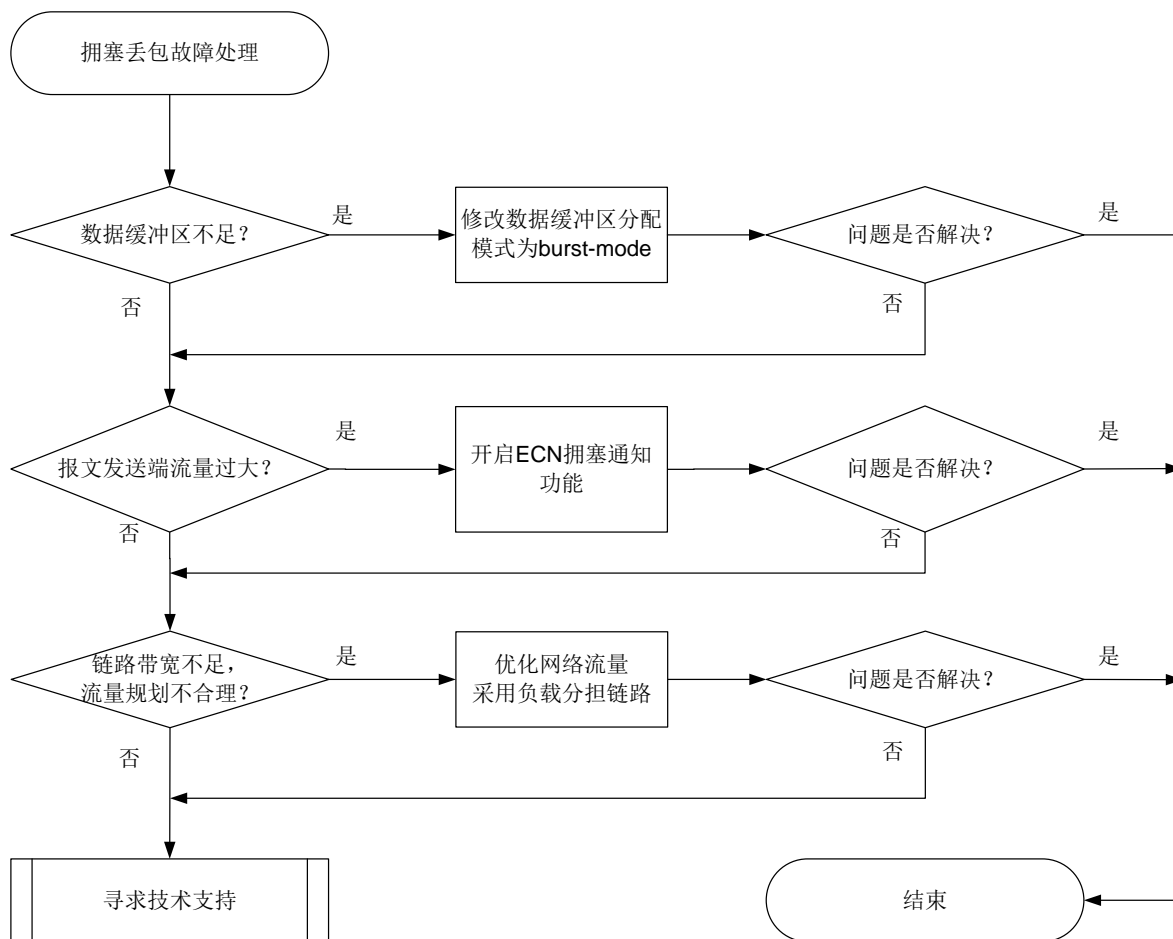 拥塞丢包故障处理
数据缓冲区不足？
是
修改数据缓冲区分配
模式为burst-mode
问题是否解决？
是
否
否
报文发送端流量过大？
是
开启ECN拥塞通知
功能
问题是否解决？
是
否
否
链路带宽不足，
流量规划不合理？
是
优化网络流量
采用负载分担链路
问题是否解决？
是
否
否
寻求技术支持
结束